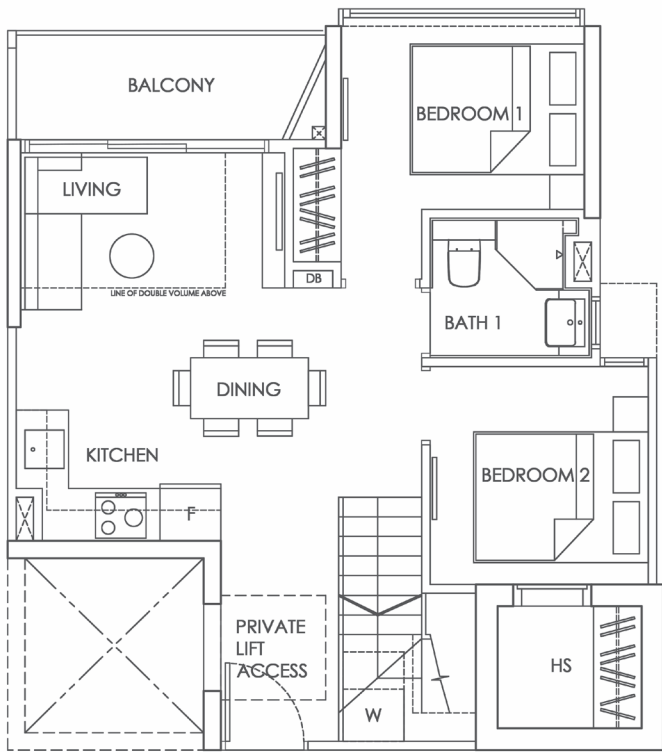 BALCONY
BEDROOM 1
LIVING
DB
LINE OF DOUBLE VOLUME ABOVE
BATH 1
DINING
KITCHEN
BEDROOM 2
F
PRIVATE
LIFT
ACCESS
HS
W